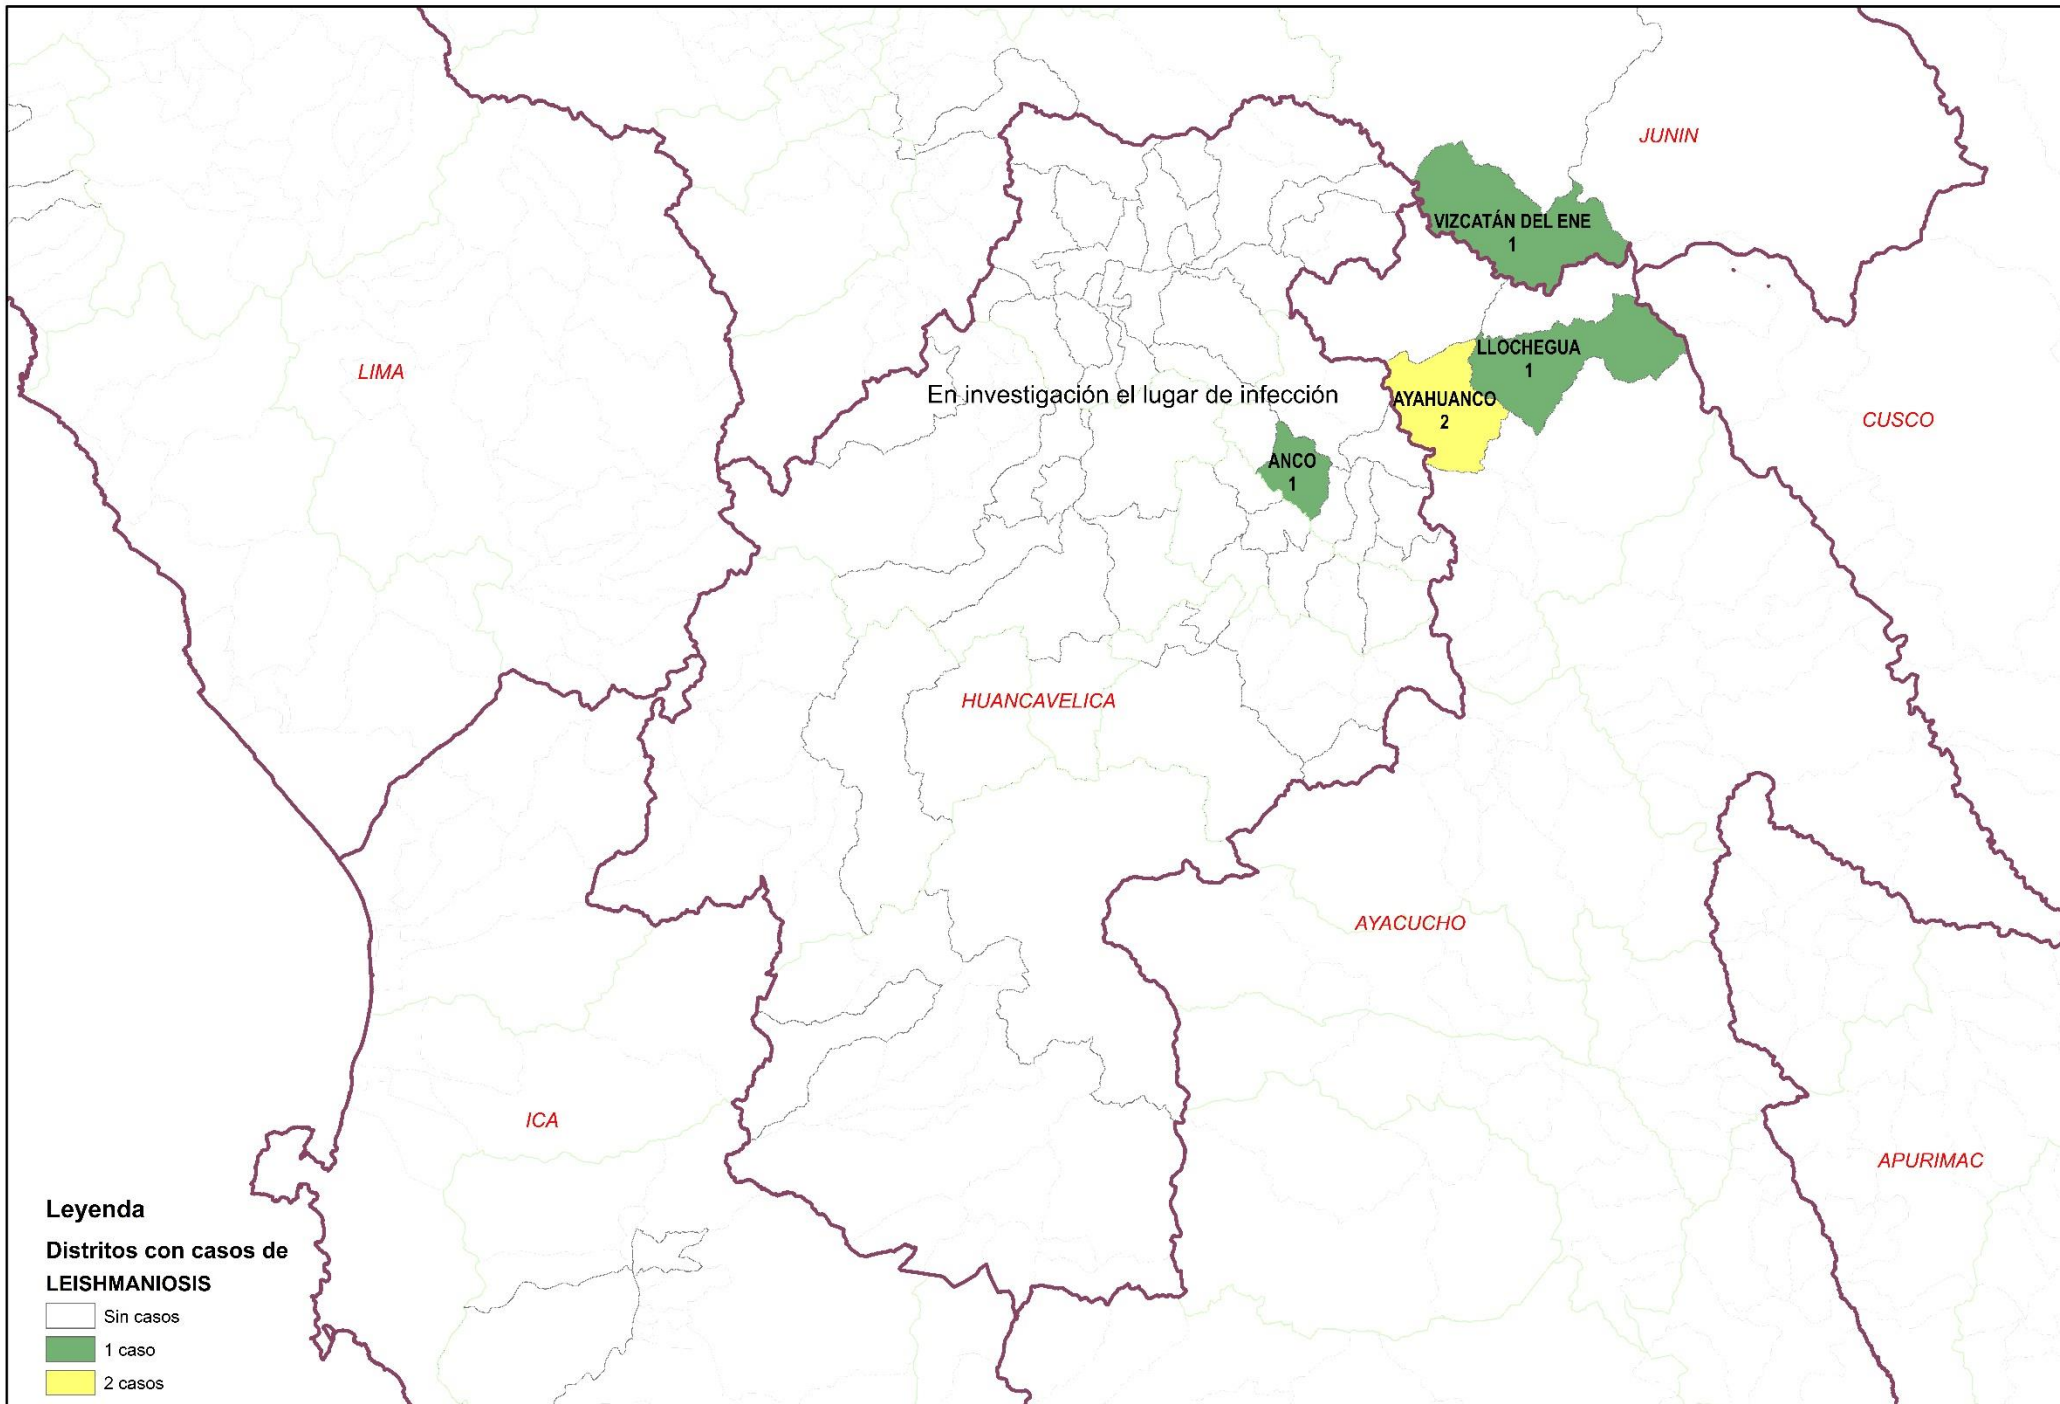 JUNIN
VIZCATÁN DEL ENE
1
LLOCHEGUA
1
LIMA
En investigación el lugar de infección
AYAHUANCO
2
CUSCO
ANCO
1
HUANCAVELICA
AYACUCHO
ICA
APURIMAC
Leyenda
Distritos con casos de
LEISHMANIOSIS
Sin casos
1 caso
2 casos